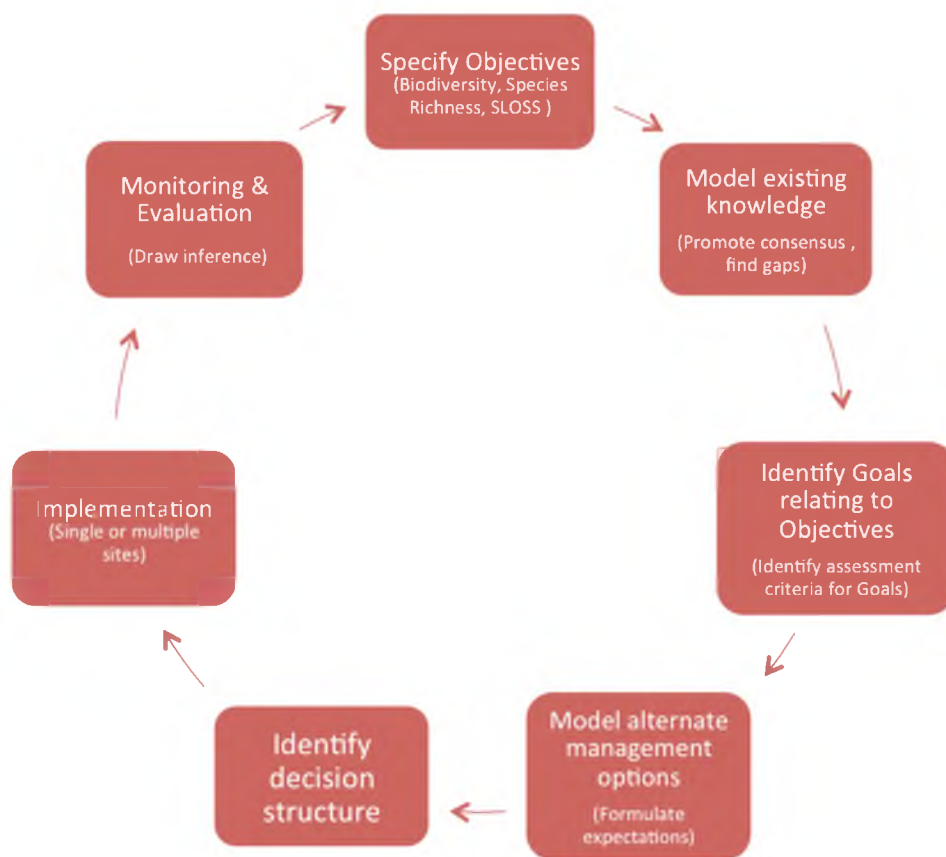 Specify Objectives
(Biodiversity, Species
Richness, SLOSS )
Model existing
knowledge
(Promote consensus ,
find gaps)
Identify Goals
relating to
Objectives
(Identify assessment
criteria for Goals)
Model alternate
management
options
(Formulate
expectations)
Identify
decision
structure
Implementation
(Single or multiple
sites)
Monitoring &
Evaluation
(Draw inference)